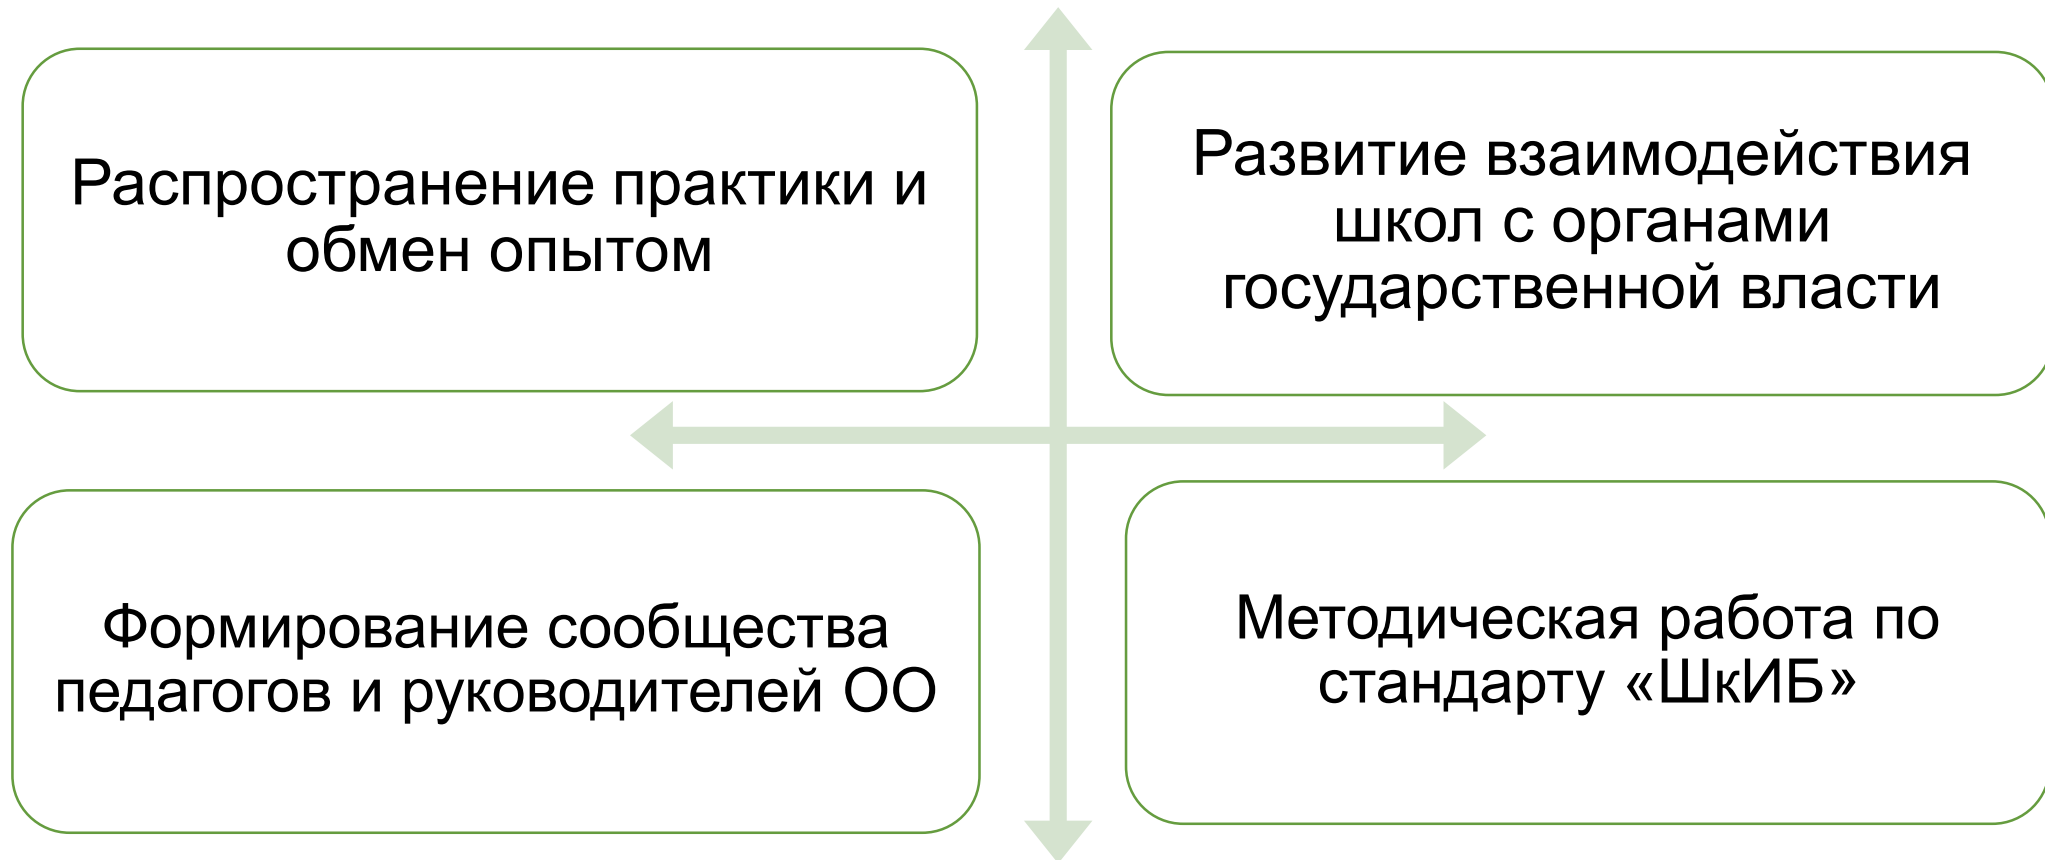 Распространение практики и
обмен опытом
Развитие взаимодействия
школ с органами
государственной власти
Формирование сообщества
педагогов и руководителей ОО
Методическая работа по
стандарту «ШкИБ»